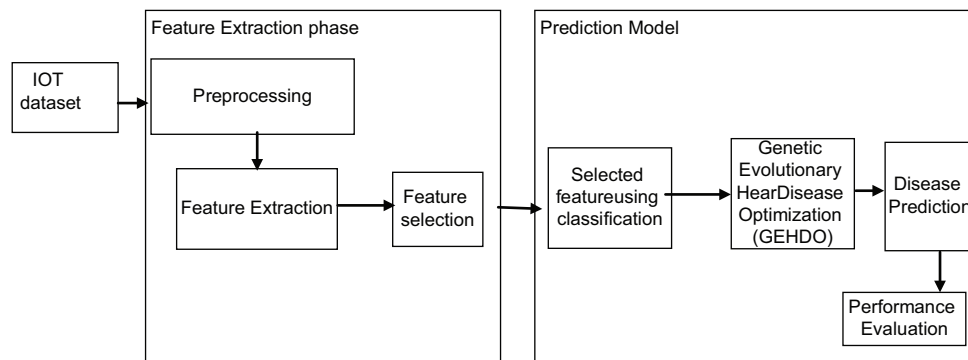 Feature Extraction phase
Prediction Model
IOT
dataset
Preprocessing
Feature Extraction
Feature
selection
Selected
featureusing
classification
Genetic
Evolutionary
HearDisease
Optimization
(GEHDO)
Disease
Prediction
Performance
Evaluation